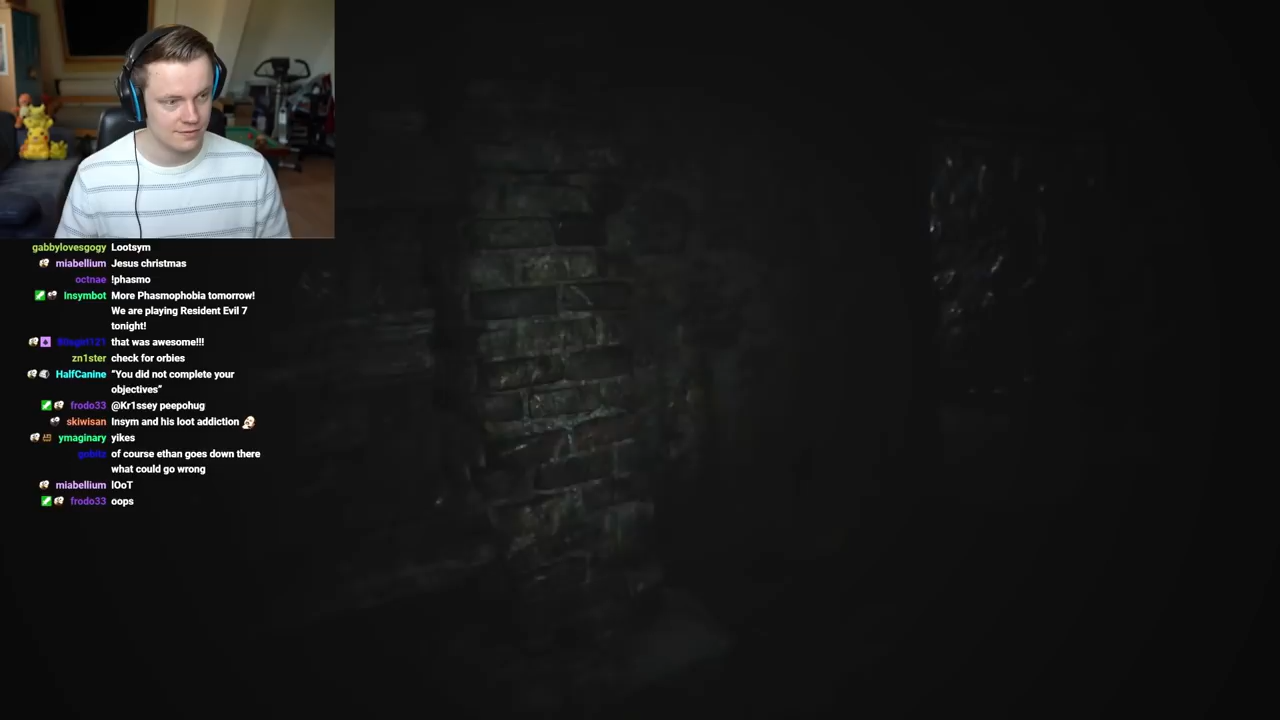 gabbylovesgogy Lootsym
miabellium Jesus christmas
octnae !phasmo
Insymbot More Phasmophobia tomorrow!
We are playing Resident Evil 7
tonight!
that was awesome!!!
zn1ster check for orbies
HalfCanine “You did not complete your
objectives”
frodo33 @Kr1ssey peepohug
skiwisan Insym and his loot addiction
ymaginary yikes
gobltz of course ethan goes down there
what could go wrong
miabellium lOoT
frodo33 oops